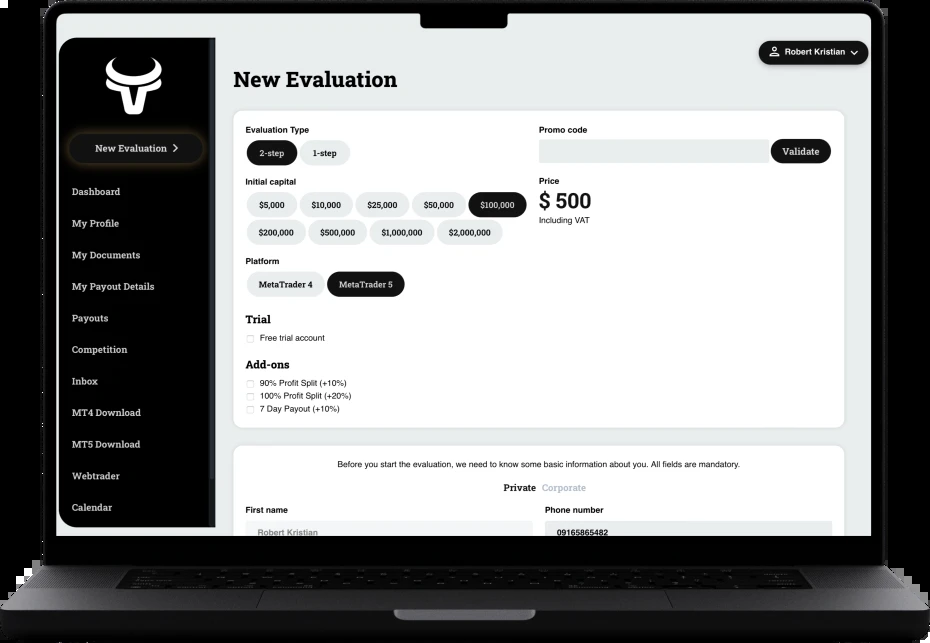 Robert Kristian
New Evaluation
New Evaluation
Dashboard
My Profile
My Documents
My Payout Details
Payouts
Competition
Inbox
MT4 Download
MT5 Download
Webtrader
Calendar
Evaluation Type
2-step 1-step
Promo code
Validate
Initial capital
$5,000 $10,000 $25,000 $50,000 $100,000
$200,000 $500,000 $1,000,000 $2,000,000
Price
$ 500
Including VAT
Platform
MetaTrader 4 MetaTrader 5
Trial
Free trial account
Add-ons
90% Profit Split (+10%)
100% Profit Split (+20%)
7 Day Payout (+10%)
Before you start the evaluation, we need to know some basic information about you. All fields are mandatory.
Private Corporate
First name
Robert Kristian
Phone number
09165865482